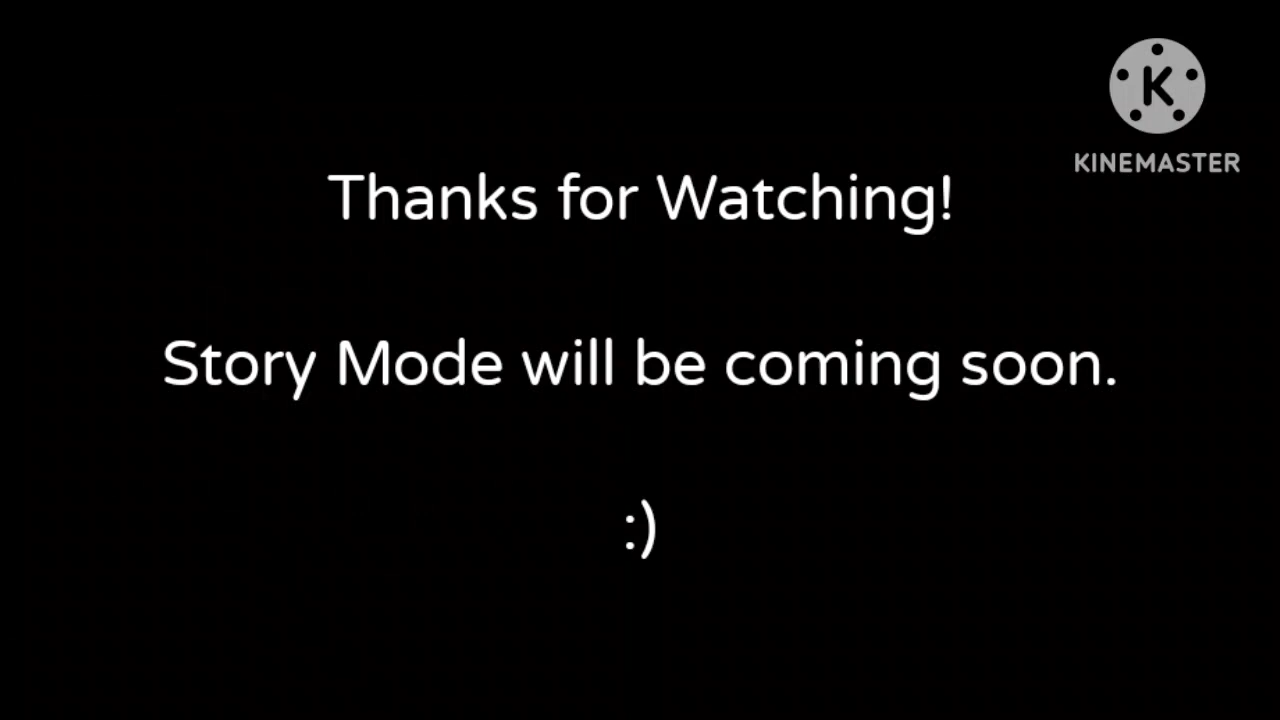 K
KINEMASTER
Thanks for Watching!
Story Mode will be coming soon.
:)